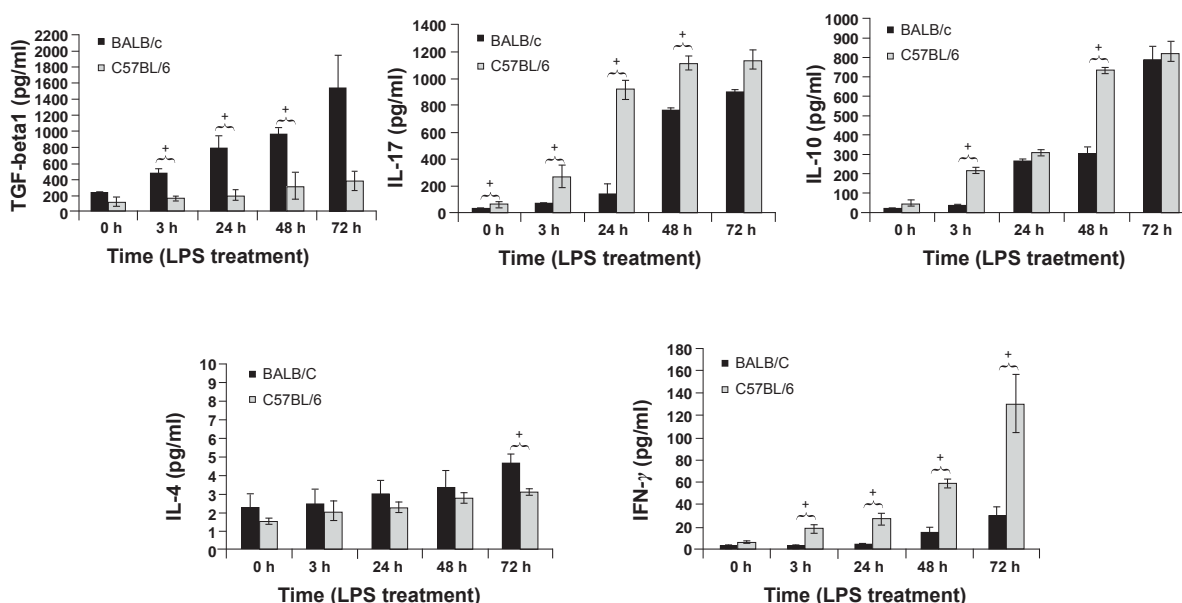 TGF-beta1 (pg/ml)
2200
2000
1800
1600
1400
1200
1000
800
600
400
200
BALB/c
C57BL/6
+
+
+
0 h 3 h 24 h 48 h 72 h
Time (LPS treatment)
IL-17 (pg/ml)
1400
1200
1000
800
600
400
200
0
BALB/c
C57BL/6
+
+
+
+
0 h 3 h 24 h 48 h 72 h
Time (LPS treatment)
IL-10 (pg/ml)
900
800
700
600
500
400
300
200
100
0
BALB/c
C57BL/6
+
+
0 h 3 h 24 h 48 h 72 h
Time (LPS traetment)
IL-4 (pg/ml)
10
9
8
7
6
5
4
3
2
1
0
BALB/C
C57BL/6
+
0 h 3 h 24 h 48 h 72 h
Time (LPS treatment)
IFN-γ (pg/ml)
180
160
140
120
100
80
60
40
20
0
BALB/C
C57BL/6
+
+
+
+
0 h 3 h 24 h 48 h 72 h
Time (LPS treatment)